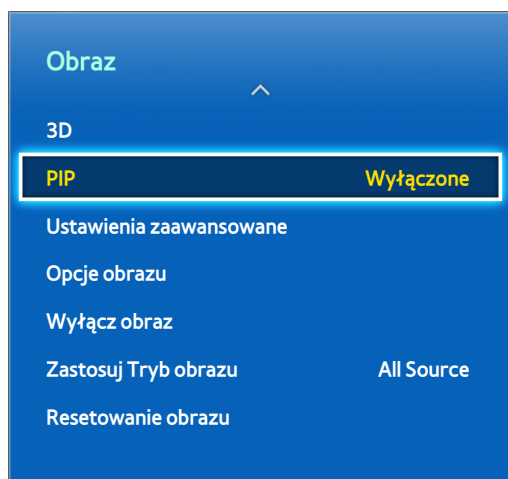 Obraz
3D
PIP Wyłączone
Ustawienia zaawansowane
Opcje obrazu
Wyłącz obraz
Zastosuj Tryb obrazu All Source
Resetowanie obrazu